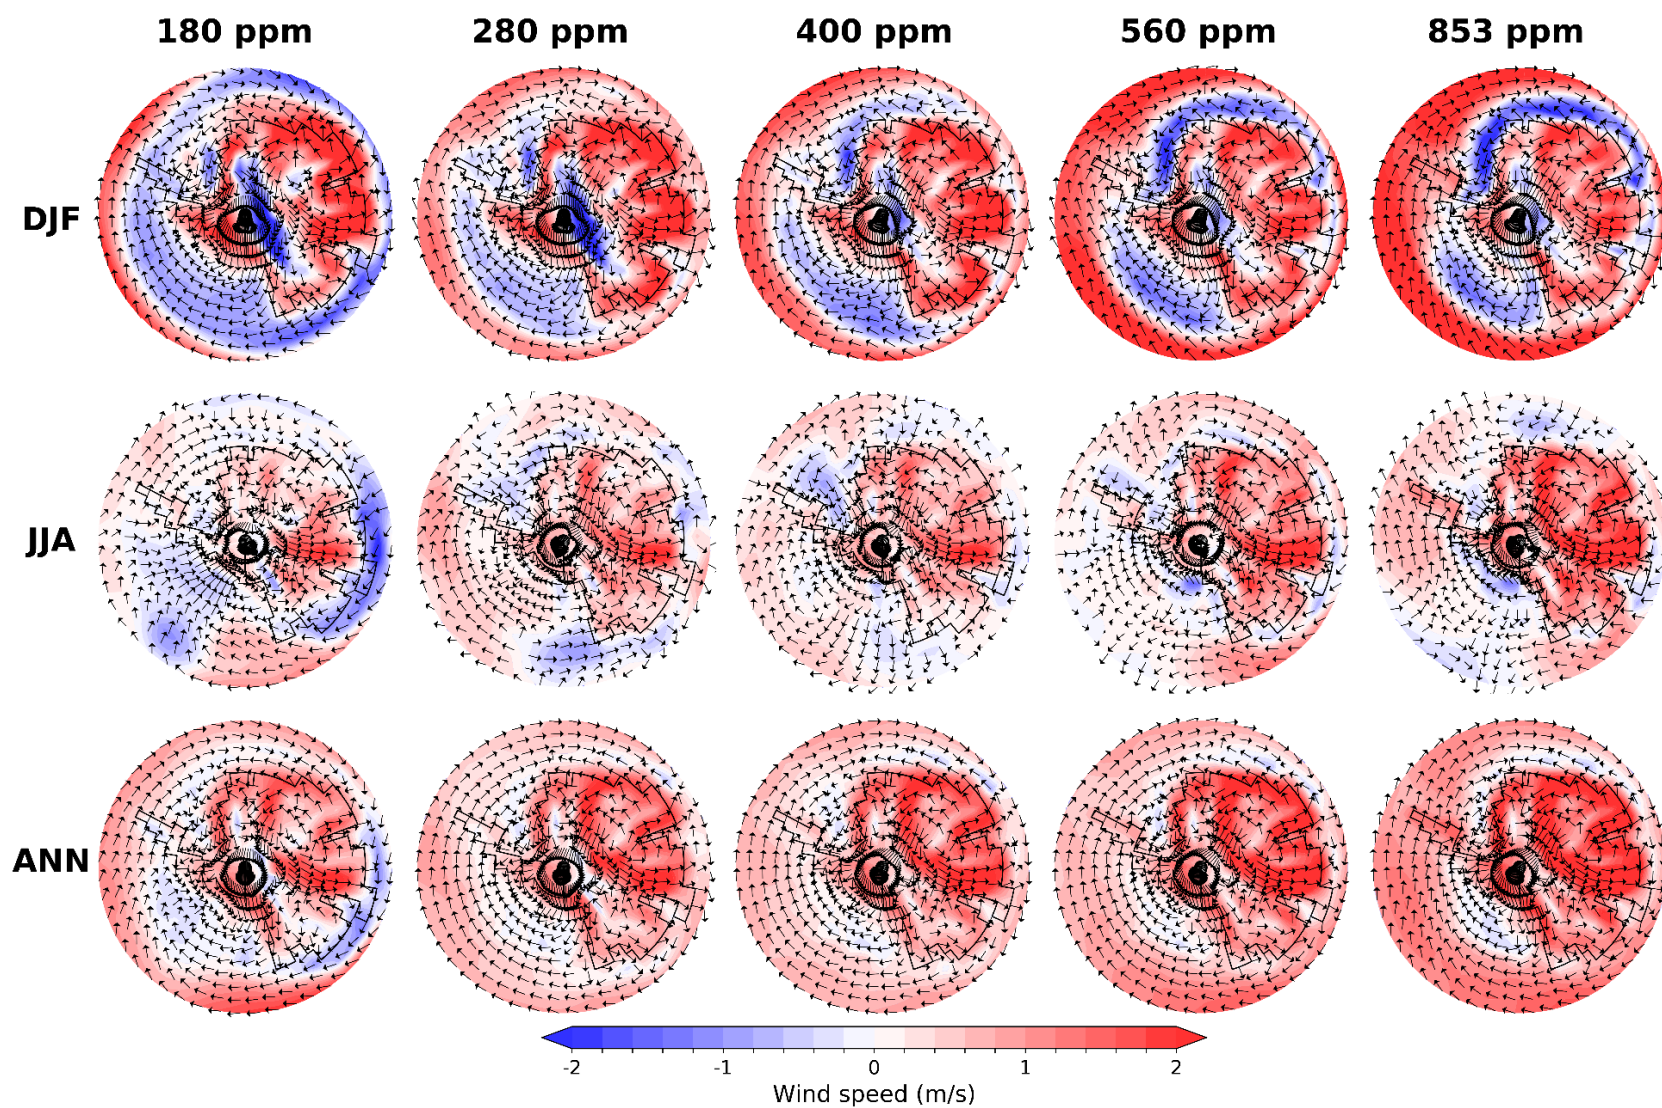 180 ppm 280 ppm 400 ppm 560 ppm 853 ppm
DJF
JJA
ANN
-2 -1 0 1 2
Wind speed (m/s)